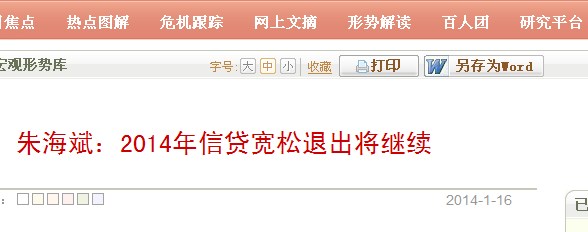 焦点 热点图解 危机跟踪 网上文摘 形势解读 百人团 研究平台
宏观形势库 字号: 大 中 小 | 收藏 打印 另存为Word
朱海斌：2014年信贷宽松退出将继续
： 2014-1-16
已